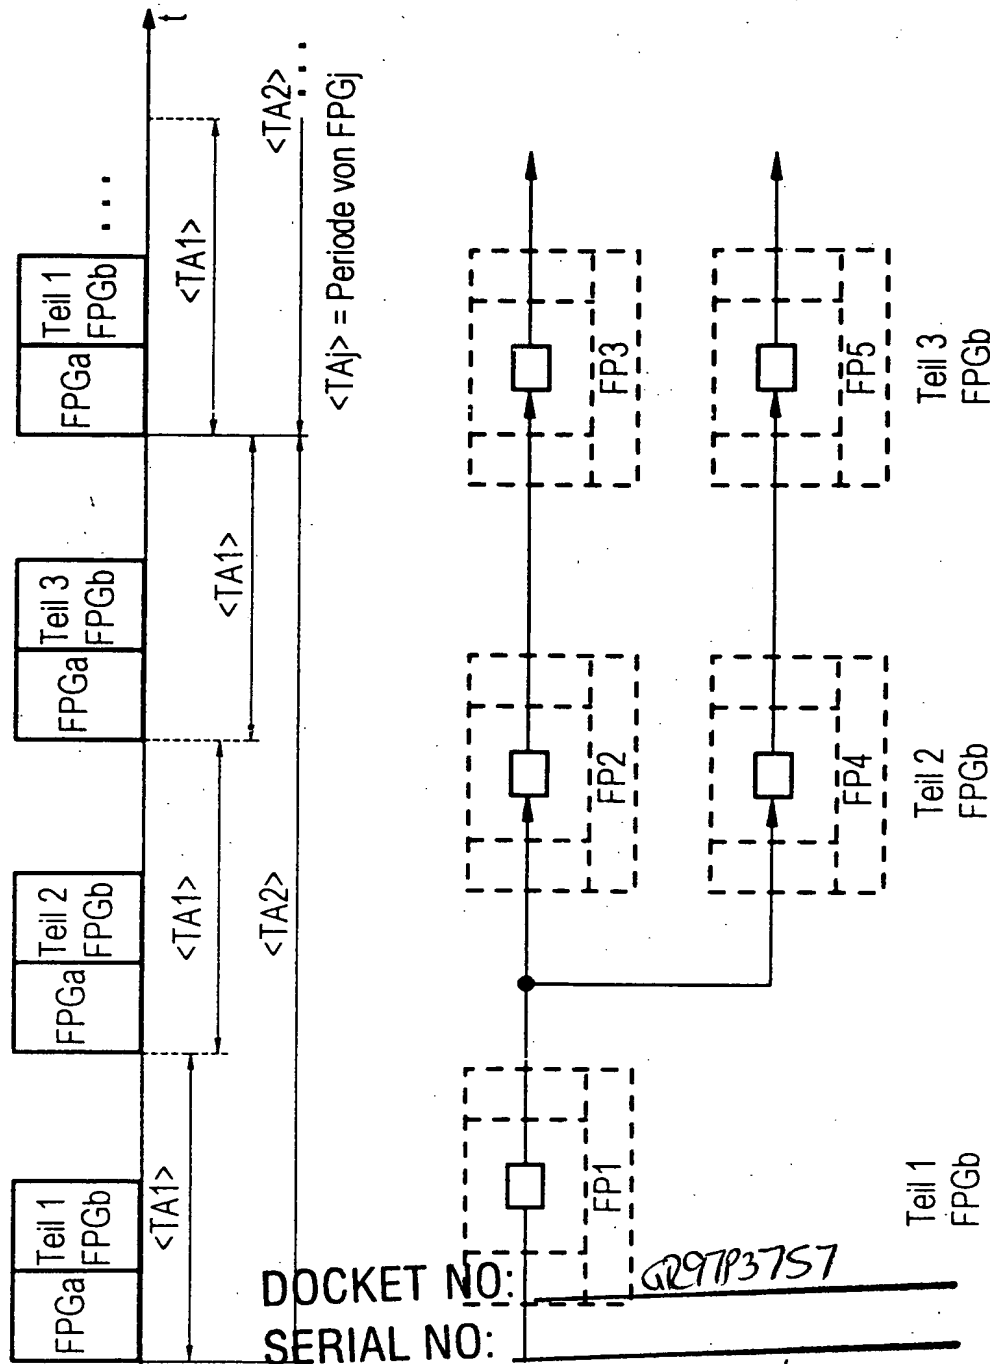 FPGa
Teil 1
FPGb
FPGa
Teil 2
FPGb
FPGa
Teil 3
FPGb
FPGa
Teil 1
FPGb
...
t
<TA1>
<TA1>
<TA1>
<TA1>
<TA2>
<TA2>
...
<TAj> = Periode von FPGj
FP1
FP2
FP3
FP4
FP5
Teil 1
FPGb
Teil 2
FPGb
Teil 3
FPGb
DOCKET NO: GR97P3757
SERIAL NO: